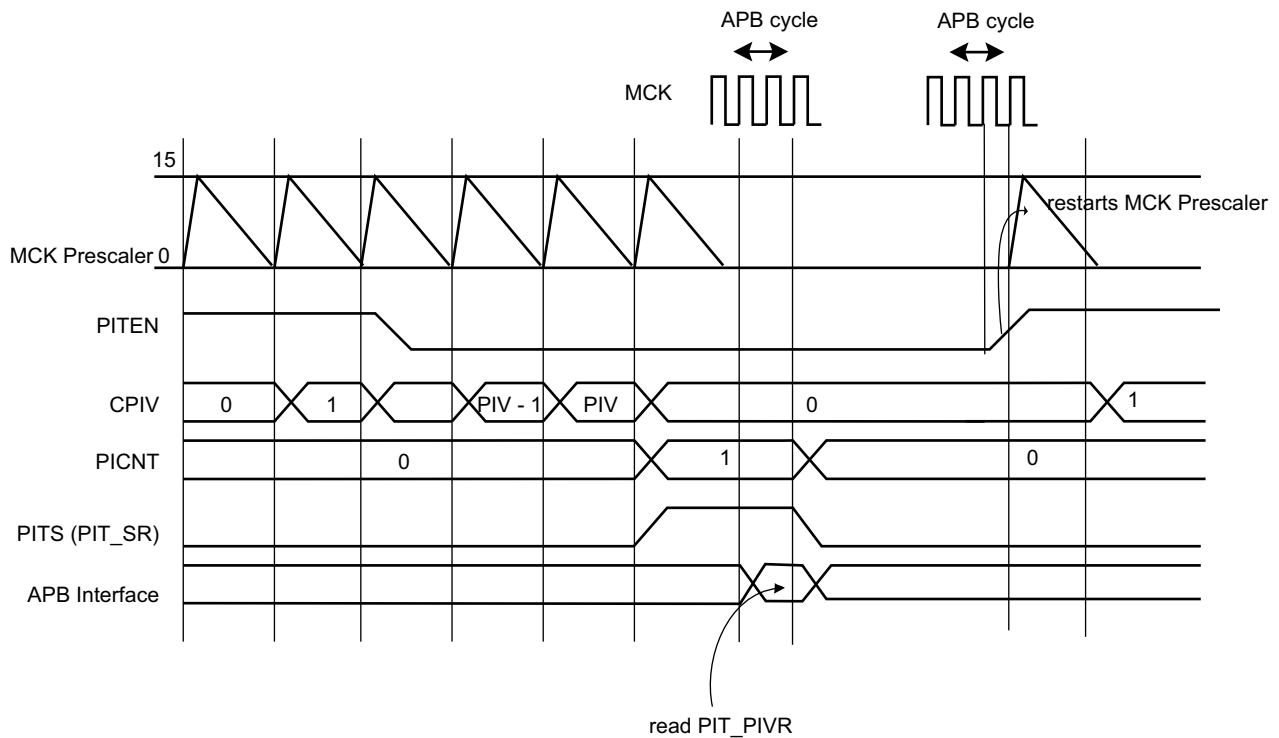 APB cycle APB cycle
MCK
15
restarts MCK Prescaler
MCK Prescaler 0
PITEN
CPIV 0 1 PIV - 1 PIV 0 1
PICNT 0 1 0
PITS (PIT_SR)
APB Interface
read PIT_PIVR